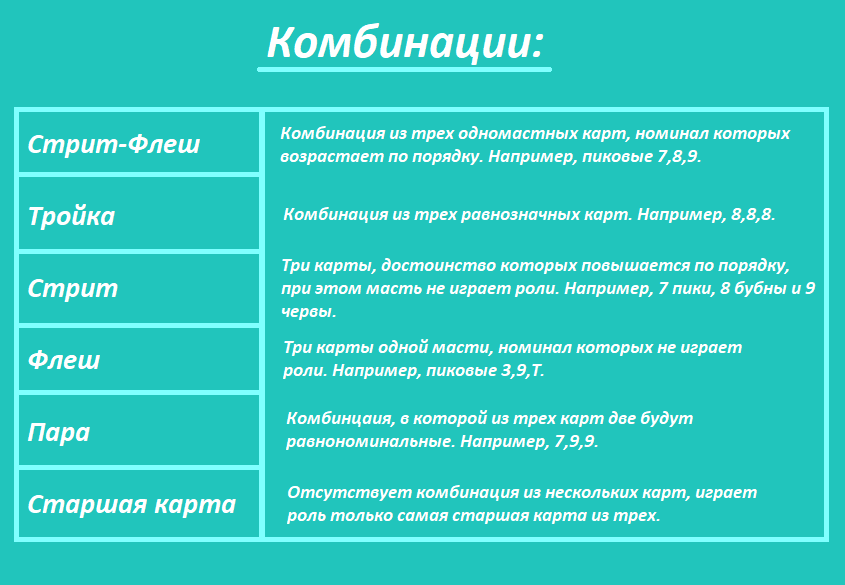 Комбинации:
Стрит-Флеш
Комбинация из трех одномастных карт, номинал которых
возрастает по порядку. Например, пиковые 7,8,9.
Тройка
Комбинация из трех равнозначных карт. Например, 8,8,8.
Стрит
Три карты, достоинство которых повышается по порядку,
при этом масть не играет роли. Например, 7 пики, 8 бубны и 9
червы.
Флеш
Три карты одной масти, номинал которых не играет
роли. Например, пиковые 3,9,Т.
Пара
Комбинцаия, в которой из трех карт две будут
равнономинальные. Например, 7,9,9.
Старшая карта
Отсутствует комбинация из нескольких карт, играет
роль только самая старшая карта из трех.